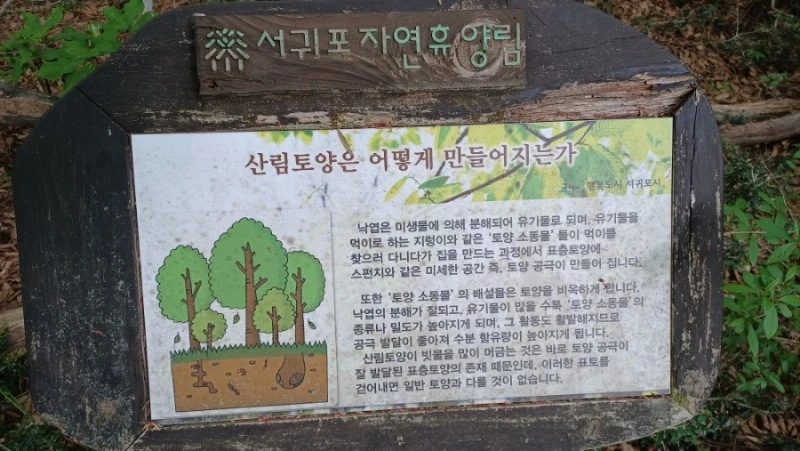 서귀포자연휴양림
산림토양은 어떻게 만들어지는가
행복도시 서귀포시
낙엽은 미생물에 의해 분해되어 유기물로 되며, 유기물을
먹이로 하는 지렁이와 같은 '토양 소동물' 들이 먹이를
찾으러 다니다가 집을 만드는 과정에서 표층토양에
스펀지와 같은 미세한 공간 즉, 토양 공극이 만들어 집니다.
또한 '토양 소동물' 의 배설물은 토양을 비옥하게 합니다.
낙엽의 분해가 잘되고, 유기물이 많을 수록 '토양 소동물'의
종류나 밀도가 높아지게 되며, 그 활동도 활발해지므로
공극 발달이 좋아져 수분 함유량이 높아지게 됩니다.
산림토양이 빗물을 많이 머금는 것은 바로 토양 공극이
잘 발달된 표층토양의 존재 때문인데, 이러한 표토를
걷어내면 일반 토양과 다를 것이 없습니다.